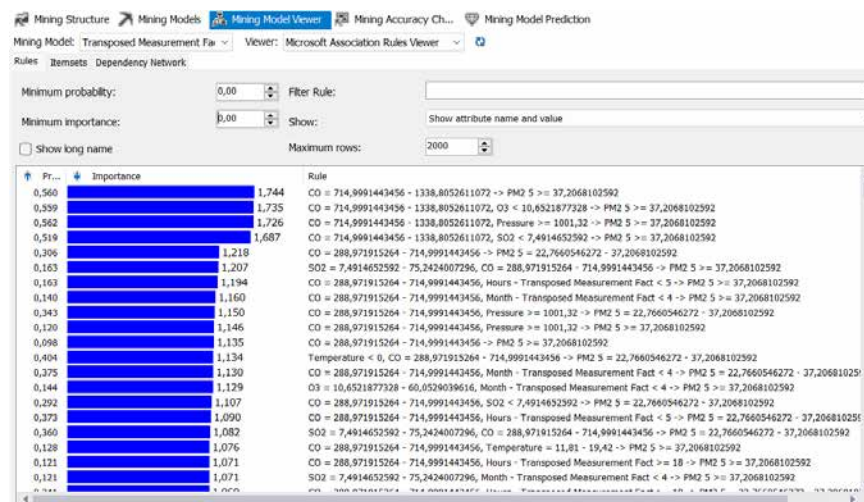 Mining Structure Mining Models Mining Model Viewer Mining Accuracy Ch... Mining Model Prediction
Mining Model: Transposed Measurement Fa Viewer: Microsoft Association Rules Viewer
Rules Itemsets Dependency Network
Minimum probability: 0,00 Filter Rule:
Minimum importance: 0,00 Show: Show attribute name and value
Show long name Maximum rows: 2000
Pr... Importance Rule
0,560 1,744 CO = 714,9991443456 - 1338,8052611072 -> PM2 5 >= 37,2068102592
0,559 1,735 CO = 714,9991443456 - 1338,8052611072, O3 < 10,6521877328 -> PM2 5 >= 37,2068102592
0,562 1,726 CO = 714,9991443456 - 1338,8052611072, Pressure >= 1001,32 -> PM2 5 >= 37,2068102592
0,519 1,687 CO = 714,9991443456 - 1338,8052611072, SO2 < 7,4914652592 -> PM2 5 >= 37,2068102592
0,306 1,218 CO = 288,971915264 - 714,9991443456 -> PM2 5 = 22,7660546272 - 37,2068102592
0,163 1,207 SO2 = 7,4914652592 - 75,2424007296, CO = 288,971915264 - 714,9991443456 -> PM2 5 >= 37,2068102592
0,163 1,194 CO = 288,971915264 - 714,9991443456, Hours - Transposed Measurement Fact < 5 -> PM2 5 >= 37,2068102592
0,140 1,160 CO = 288,971915264 - 714,9991443456, Month - Transposed Measurement Fact < 4 -> PM2 5 >= 37,2068102592
0,343 1,150 CO = 288,971915264 - 714,9991443456, Pressure >= 1001,32 -> PM2 5 = 22,7660546272 - 37,2068102592
0,120 1,146 CO = 288,971915264 - 714,9991443456, Pressure >= 1001,32 -> PM2 5 >= 37,2068102592
0,098 1,135 CO = 288,971915264 - 714,9991443456 -> PM2 5 >= 37,2068102592
0,404 1,134 Temperature < 0, CO = 288,971915264 - 714,9991443456 -> PM2 5 = 22,7660546272 - 37,2068102592
0,375 1,130 CO = 288,971915264 - 714,9991443456, Month - Transposed Measurement Fact < 4 -> PM2 5 = 22,7660546272 - 37,2068102592
0,144 1,129 O3 = 10,6521877328 - 60,0529039616, Month - Transposed Measurement Fact < 4 -> PM2 5 >= 37,2068102592
0,292 1,107 CO = 288,971915264 - 714,9991443456, SO2 < 7,4914652592 -> PM2 5 = 22,7660546272 - 37,2068102592
0,373 1,090 CO = 288,971915264 - 714,9991443456, Hours - Transposed Measurement Fact < 5 -> PM2 5 = 22,7660546272 - 37,2068102592
0,360 1,082 SO2 = 7,4914652592 - 75,2424007296, CO = 288,971915264 - 714,9991443456 -> PM2 5 = 22,7660546272 - 37,2068102592
0,128 1,076 CO = 288,971915264 - 714,9991443456, Temperature = 11,81 - 19,42 -> PM2 5 >= 37,2068102592
0,121 1,071 CO = 288,971915264 - 714,9991443456, Hours - Transposed Measurement Fact >= 18 -> PM2 5 >= 37,2068102592
0,121 1,071 SO2 = 7,4914652592 - 75,2424007296, Month - Transposed Measurement Fact < 4 -> PM2 5 >= 37,2068102592